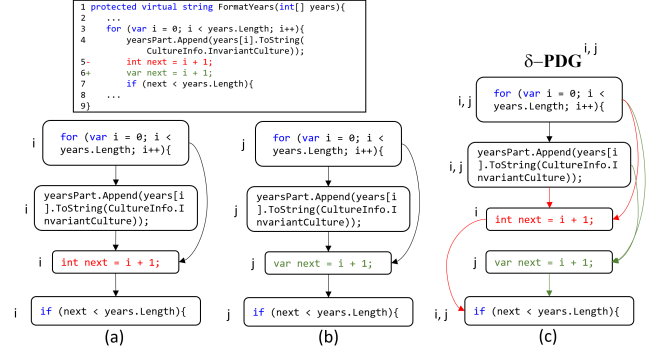 1 protected virtual string FormatYears(int[] years){
2 ...
3 for (var i = 0; i < years.Length; i++){
4 yearsPart.Append(years[i].ToString(
CultureInfo.InvariantCulture));
5- int next = i + 1;
6+ var next = i + 1;
7 if (next < years.Length){
8 ...
9}
i
for (var i = 0; i <
years.Length; i++){
i
yearsPart.Append(years[i
].ToString(CultureInfo.I
nvariantCulture));
i
int next = i + 1;
i
if (next < years.Length){
(a)
j
for (var i = 0; i <
years.Length; i++){
j
yearsPart.Append(years[i
].ToString(CultureInfo.I
nvariantCulture));
j
var next = i + 1;
j
if (next < years.Length){
(b)
δ–PDG i, j
i, j
for (var i = 0; i <
years.Length; i++){
i, j
yearsPart.Append(years[i
].ToString(CultureInfo.I
nvariantCulture));
i
int next = i + 1;
j
var next = i + 1;
i, j
if (next < years.Length){
(c)